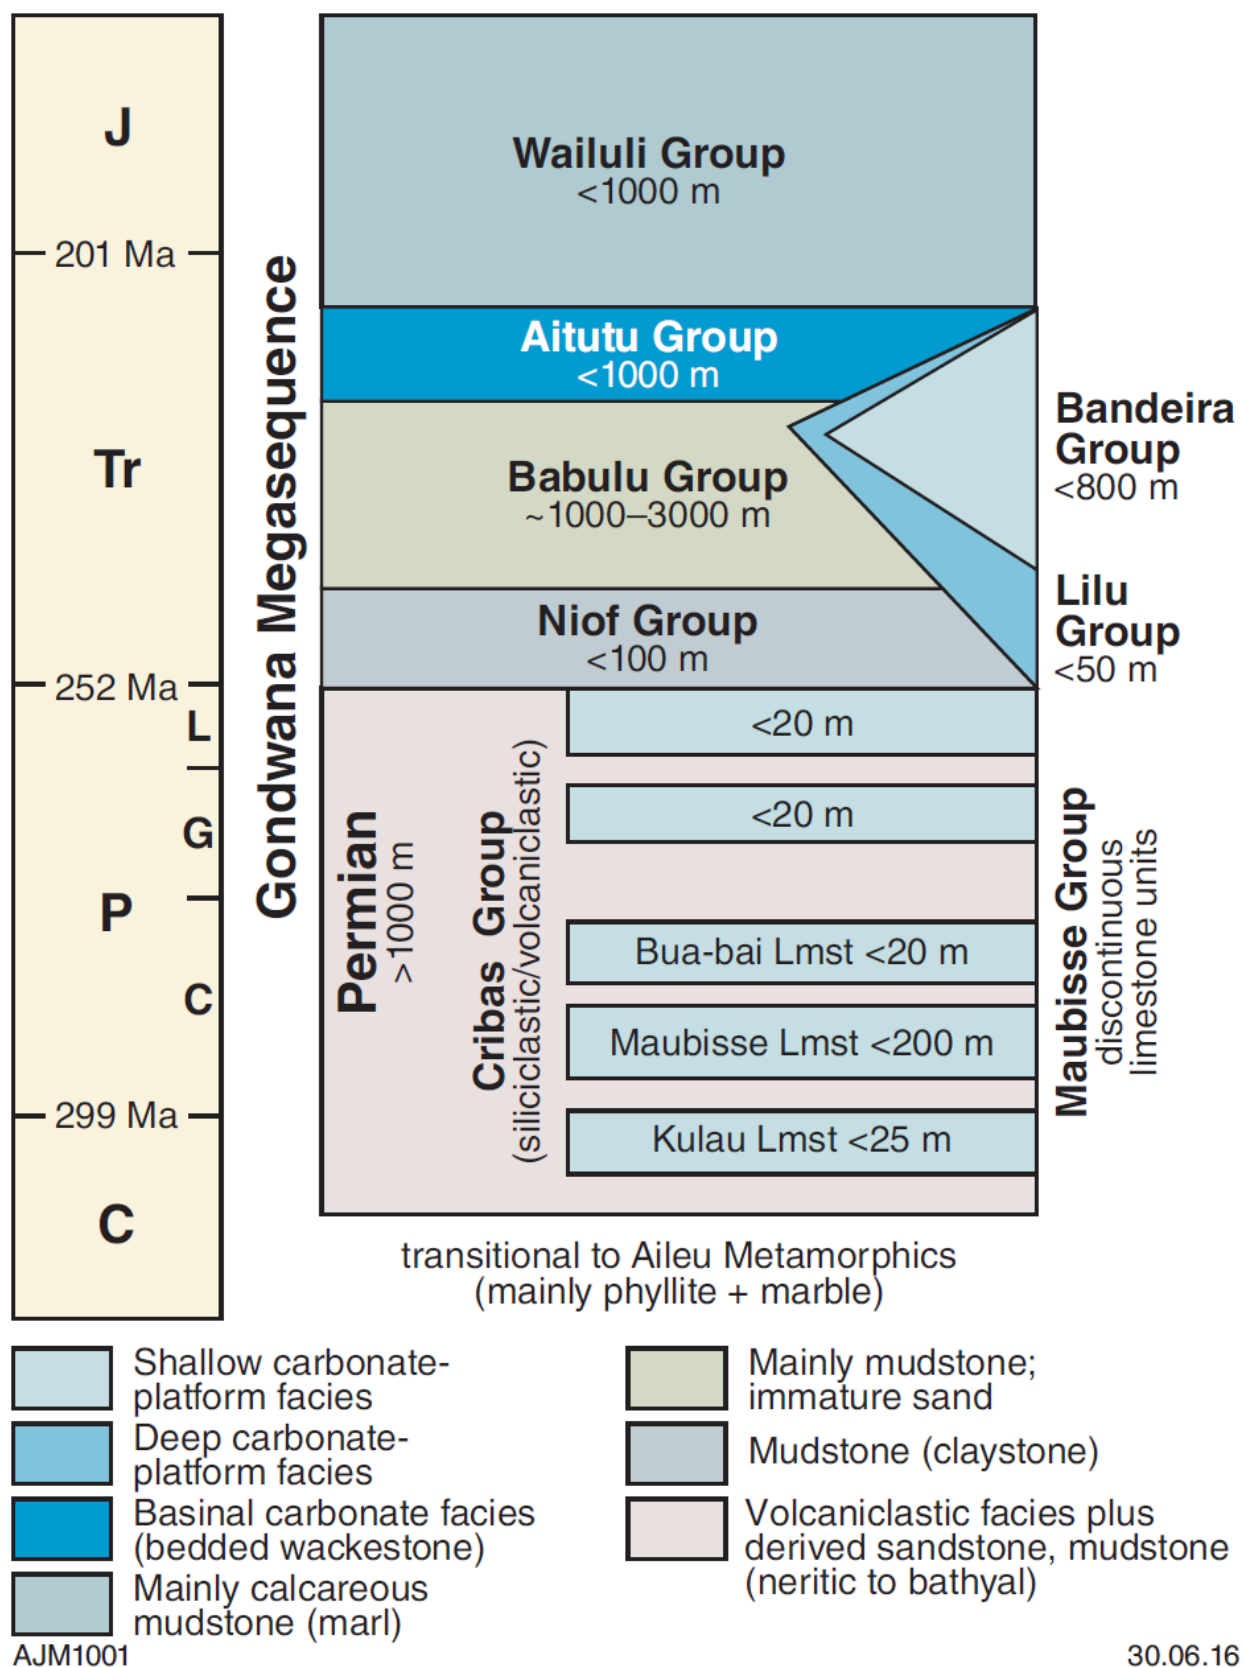 J
201 Ma
Tr
252 Ma
L
G
P
C
299 Ma
C
Gondwana Megasequence
Wailuli Group
<1000 m
Aitutu Group
<1000 m
Babulu Group
~1000–3000 m
Niof Group
<100 m
Bandeira
Group
<800 m
Lilu
Group
<50 m
Permian
>1000 m
Cribas Group
(siliciclastic/volcaniclastic)
<20 m
<20 m
Bua-bai Lmst <20 m
Maubisse Lmst <200 m
Kulau Lmst <25 m
Maubisse Group
discontinuous
limestone units
transitional to Aileu Metamorphics
(mainly phyllite + marble)
Shallow carbonate-
platform facies
Deep carbonate-
platform facies
Basinal carbonate facies
(bedded wackestone)
Mainly calcareous
mudstone (marl)
Mainly mudstone;
immature sand
Mudstone (claystone)
Volcaniclastic facies plus
derived sandstone, mudstone
(neritic to bathyal)
AJM1001
30.06.16